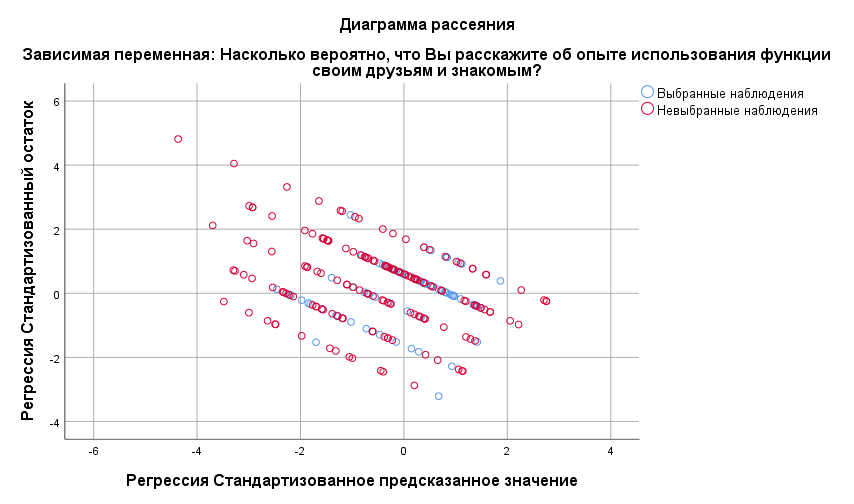 Диаграмма рассеяния
Зависимая переменная: Насколько вероятно, что Вы расскажите об опыте использования функции
своим друзьям и знакомым?
Выбранные наблюдения
Невыбранные наблюдения
Регрессия Стандартизованный остаток
6
4
2
0
-2
-4
-6
-4
-2
0
2
4
Регрессия Стандартизованное предсказанное значение